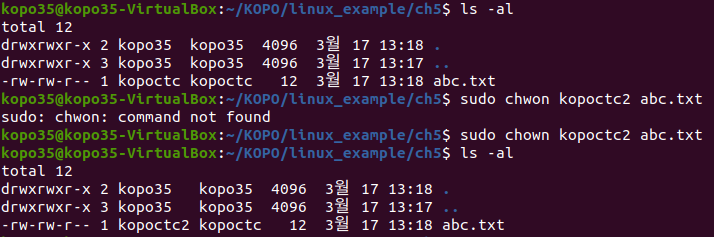 kopo35@kopo35-VirtualBox:~/KOPO/linux_example/ch5$ ls -al
total 12
drwxrwxr-x 2 kopo35  kopo35  4096  3월 17 13:18 .
drwxrwxr-x 3 kopo35  kopo35  4096  3월 17 13:17 ..
-rw-rw-r-- 1 kopoctc kopoctc   12  3월 17 13:18 abc.txt
kopo35@kopo35-VirtualBox:~/KOPO/linux_example/ch5$ sudo chwon kopoctc2 abc.txt
sudo: chwon: command not found
kopo35@kopo35-VirtualBox:~/KOPO/linux_example/ch5$ sudo chown kopoctc2 abc.txt
kopo35@kopo35-VirtualBox:~/KOPO/linux_example/ch5$ ls -al
total 12
drwxrwxr-x 2 kopo35   kopo35  4096  3월 17 13:18 .
drwxrwxr-x 3 kopo35   kopo35  4096  3월 17 13:17 ..
-rw-rw-r-- 1 kopoctc2 kopoctc   12  3월 17 13:18 abc.txt